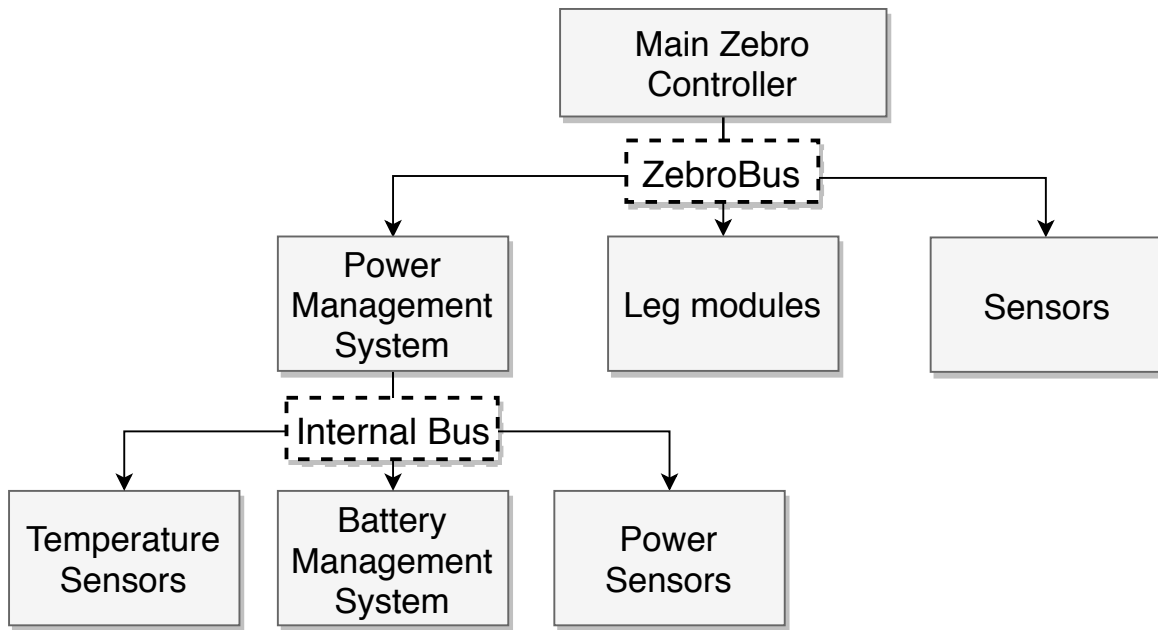 Main Zebro
Controller
ZebroBus
Power
Management
System
Leg modules
Sensors
Internal Bus
Temperature
Sensors
Battery
Management
System
Power
Sensors